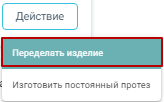 Действие
Переделать изделие
Изготовить постоянный протез